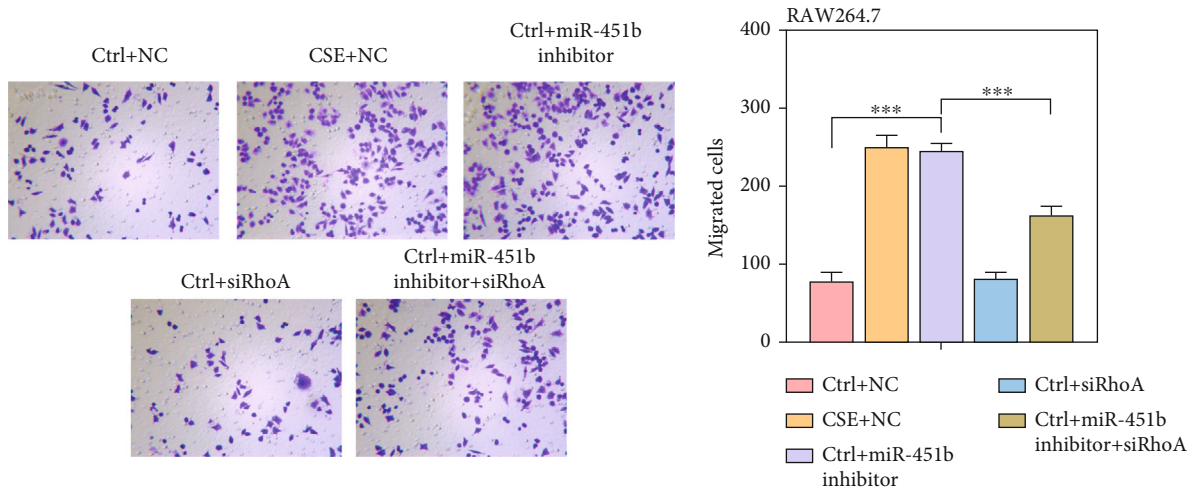 Ctrl+NC
CSE+NC
Ctrl+miR-451b
inhibitor
Ctrl+siRhoA
Ctrl+miR-451b
inhibitor+siRhoA
RAW264.7
400
300
200
100
0
Migrated cells
***
***
Ctrl+NC
CSE+NC
Ctrl+miR-451b
inhibitor
Ctrl+siRhoA
Ctrl+miR-451b
inhibitor+siRhoA